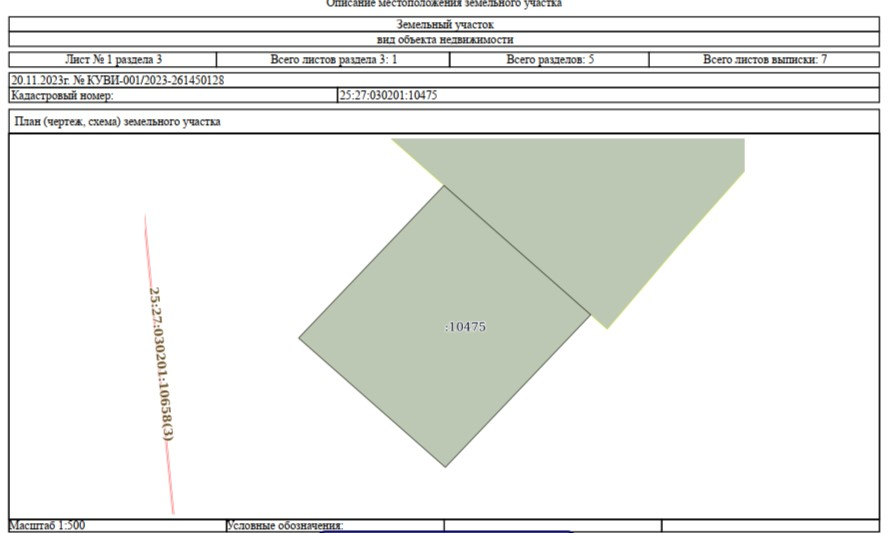 Описание местоположения земельного участка
Земельный участок
вид объекта недвижимости
Лист № 1 раздела 3 Всего листов раздела 3: 1 Всего разделов: 5 Всего листов выписки: 7
20.11.2023г. № КУВИ-001/2023-261450128
Кадастровый номер: 25:27:030201:10475
План (чертеж, схема) земельного участка
25:27:030201:10658(3)
:10475
Масштаб 1:500 Условные обозначения: